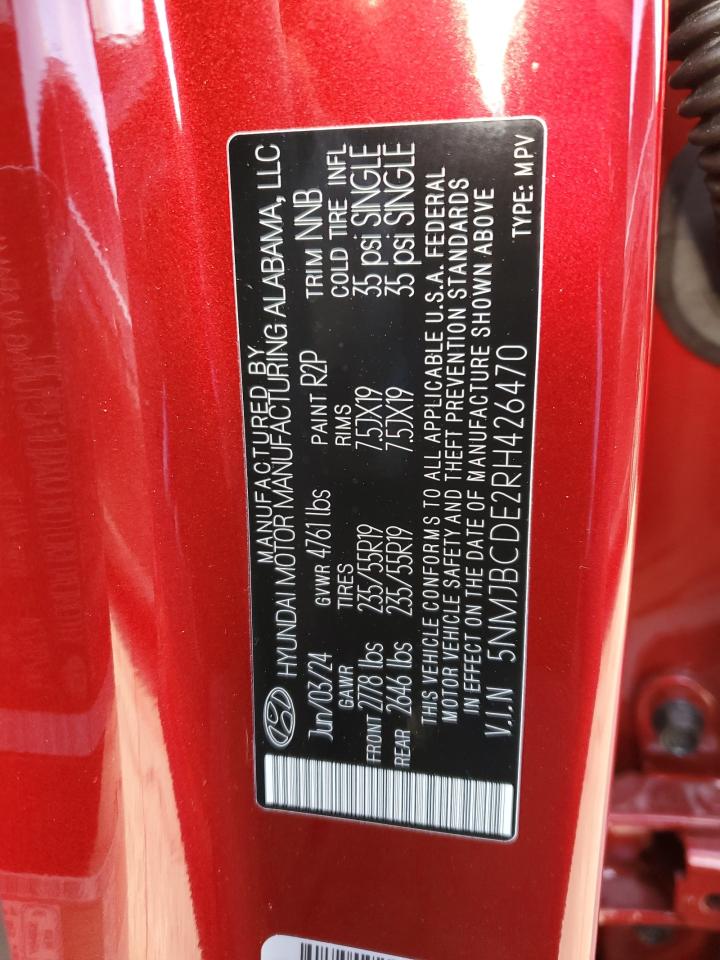 MANUFACTURED BY
HYUNDAI MOTOR MANUFACTURING ALABAMA, LLC
Jun/03/24 GVWR 4761 lbs PAINT R2P TRIM NNB
GAWR TIRES RIMS COLD TIRE INFL
FRONT 2778 lbs 235/55R19 7.5JX19 35 psi SINGLE
REAR 2646 lbs 235/55R19 7.5JX19 35 psi SINGLE
THIS VEHICLE CONFORMS TO ALL APPLICABLE U.S.A. FEDERAL
MOTOR VEHICLE SAFETY AND THEFT PREVENTION STANDARDS
IN EFFECT ON DATE OF MANUFACTURE SHOWN ABOVE
V.I.N 5NMJBCDE2RH426470 TYPE: MPV